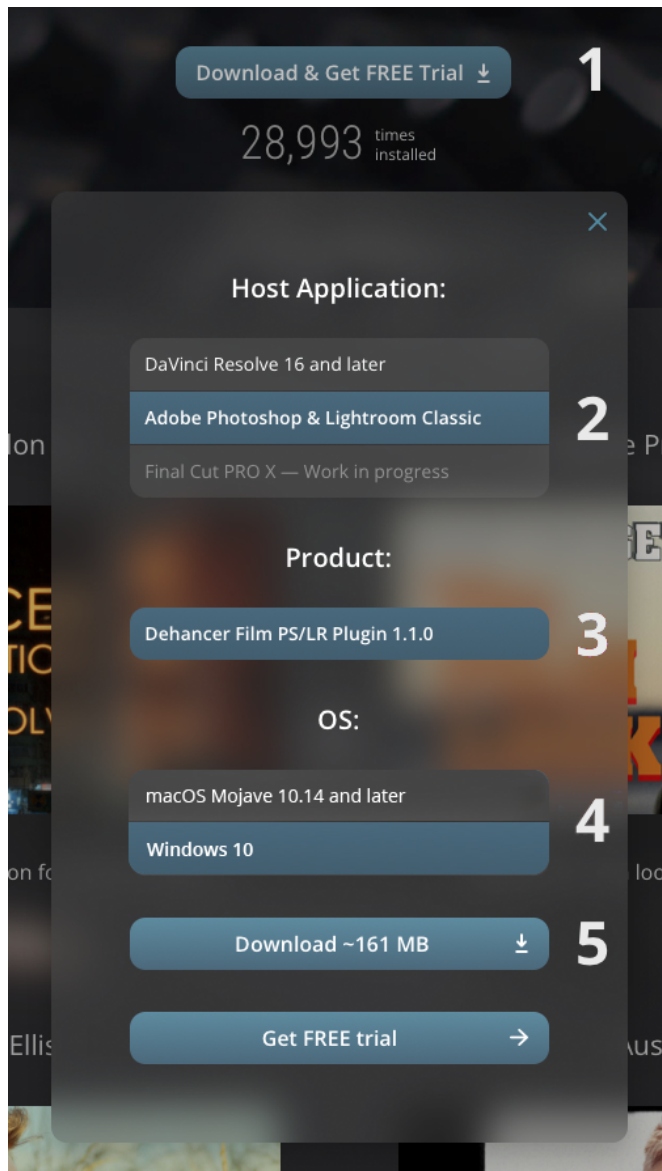 Download & Get FREE Trial
1
28,993 times installed
Host Application:
DaVinci Resolve 16 and later
Adobe Photoshop & Lightroom Classic
2
Final Cut PRO X — Work in progress
Product:
Dehancer Film PS/LR Plugin 1.1.0
3
OS:
macOS Mojave 10.14 and later
4
Windows 10
Download ~161 MB
5
Get FREE trial